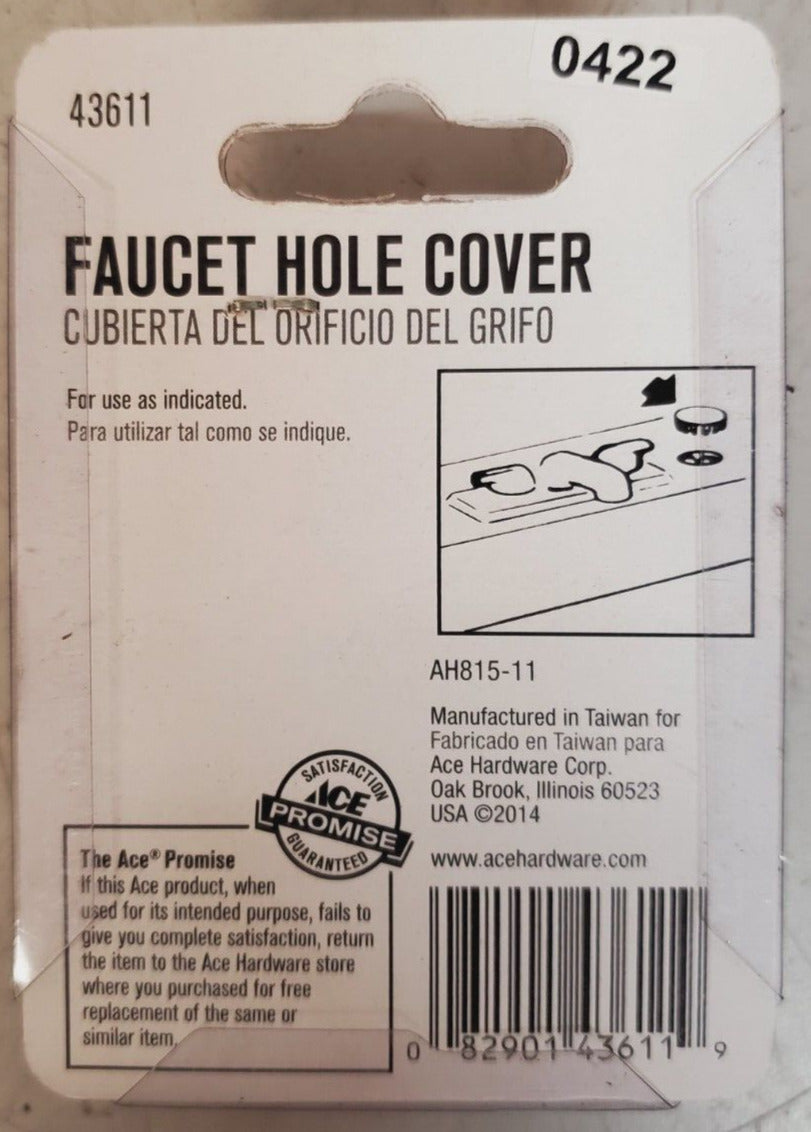 0422
43611
FAUCET HOLE COVER
CUBIERTA DEL ORIFICIO DEL GRIFO
For use as indicated.
Para utilizar tal como se indique.
AH815-11
Manufactured in Taiwan for
Fabricado en Taiwan para
Ace Hardware Corp.
Oak Brook, Illinois 60523
USA ©2014
www.acehardware.com
SATISFACTION
ACE
PROMISE
GUARANTEED
The Ace® Promise
If this Ace product, when
used for its intended purpose, fails to
give you complete satisfaction, return
the item to the Ace Hardware store
where you purchased for free
replacement of the same or
similar item.
0 82901 43611 9